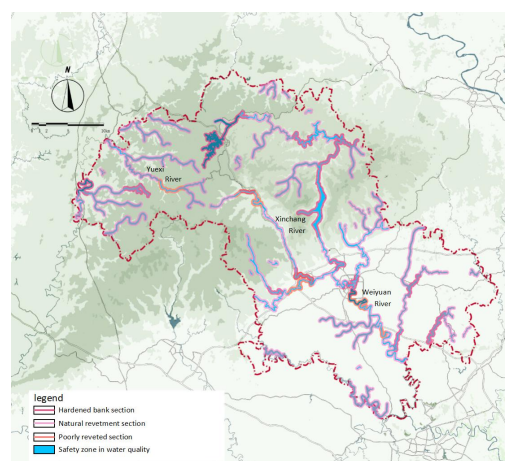 N
Yuexi
River
Xinchang
River
Weiyuan
River
legend
Hardened bank section
Natural revetment section
Poorly reveted section
Safety zone in water quality